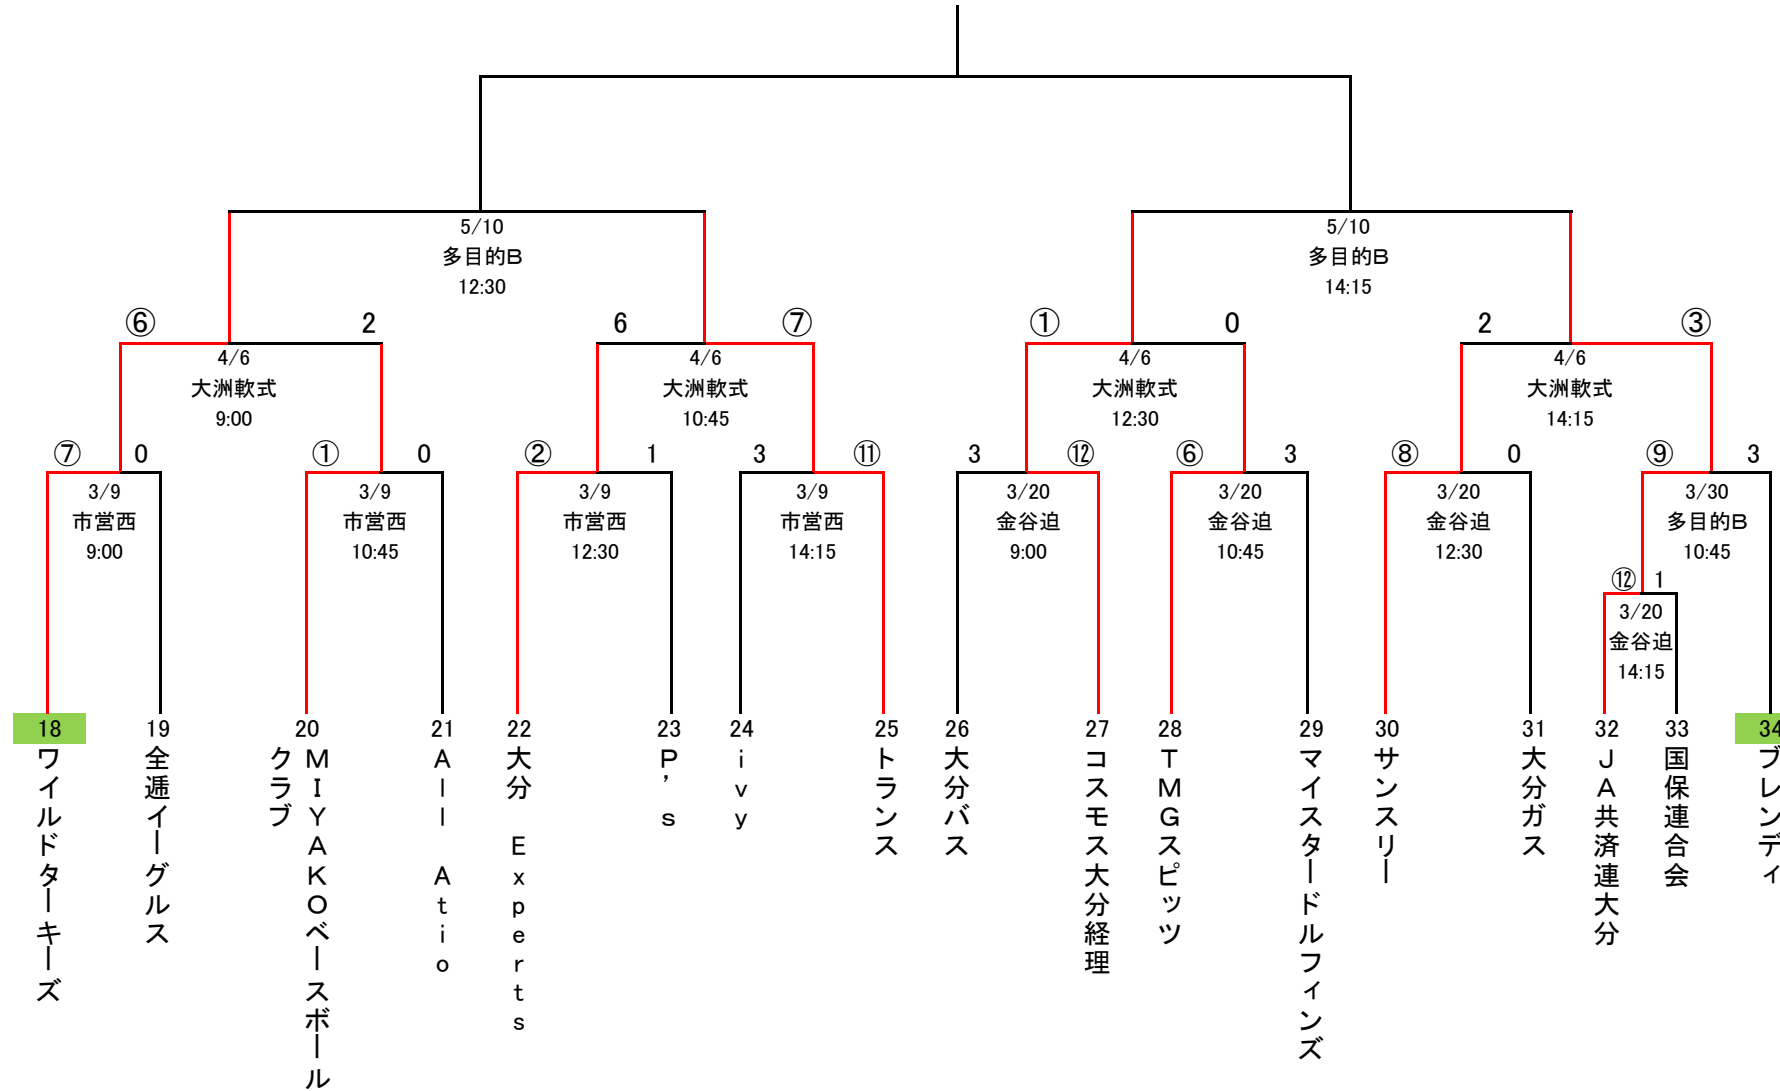 5/10
多目的B
12:30
5/10
多目的B
14:15
⑥ 2
6 ⑦
① 0
2 ③
4/6
大洲軟式
9:00
4/6
大洲軟式
10:45
4/6
大洲軟式
12:30
4/6
大洲軟式
14:15
⑦ 0
① 0
② 1
3 ⑪
3 ⑫
⑥ 3
⑧ 0
⑨ 3
3/9
市営西
9:00
3/9
市営西
10:45
3/9
市営西
12:30
3/9
市営西
14:15
3/20
金谷迫
9:00
3/20
金谷迫
10:45
3/20
金谷迫
12:30
3/30
多目的B
10:45
⑫ 1
3/20
金谷迫
14:15
18
ワイルドターキーズ
19
全逓イーグルス
20
MIYAKOベースボール
クラブ
21
All Atio
22
大分 Experts
23
P's
24
ivy
25
トランス
26
大分バス
27
コスモス大分経理
28
TMGスピッツ
29
マイスタードルフィンズ
30
サンスリー
31
大分ガス
32
JA共済連大分
33
国保連合会
34
ブレンディ